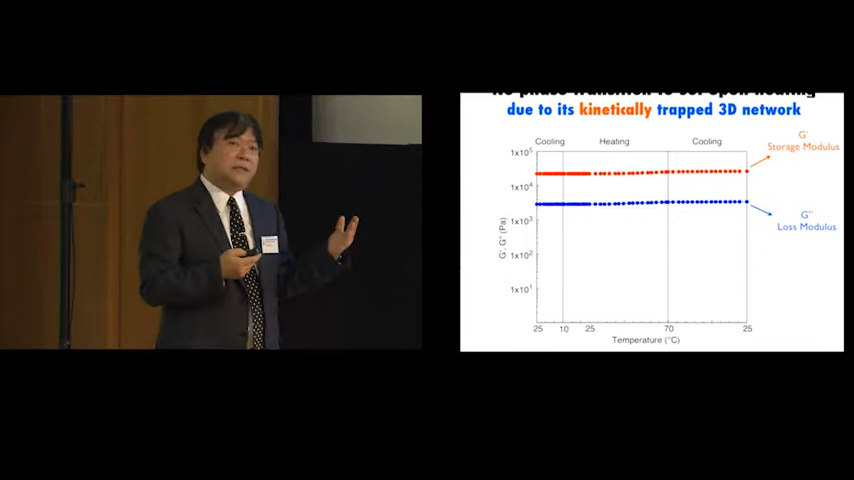 No phase transition to sol upon heating
due to its kinetically trapped 3D network
Cooling Heating Cooling
G'
Storage Modulus
G''
Loss Modulus
G', G'' (Pa)
1x10⁵
1x10⁴
1x10³
1x10²
1x10¹
25 10 25 70 25
Temperature (°C)